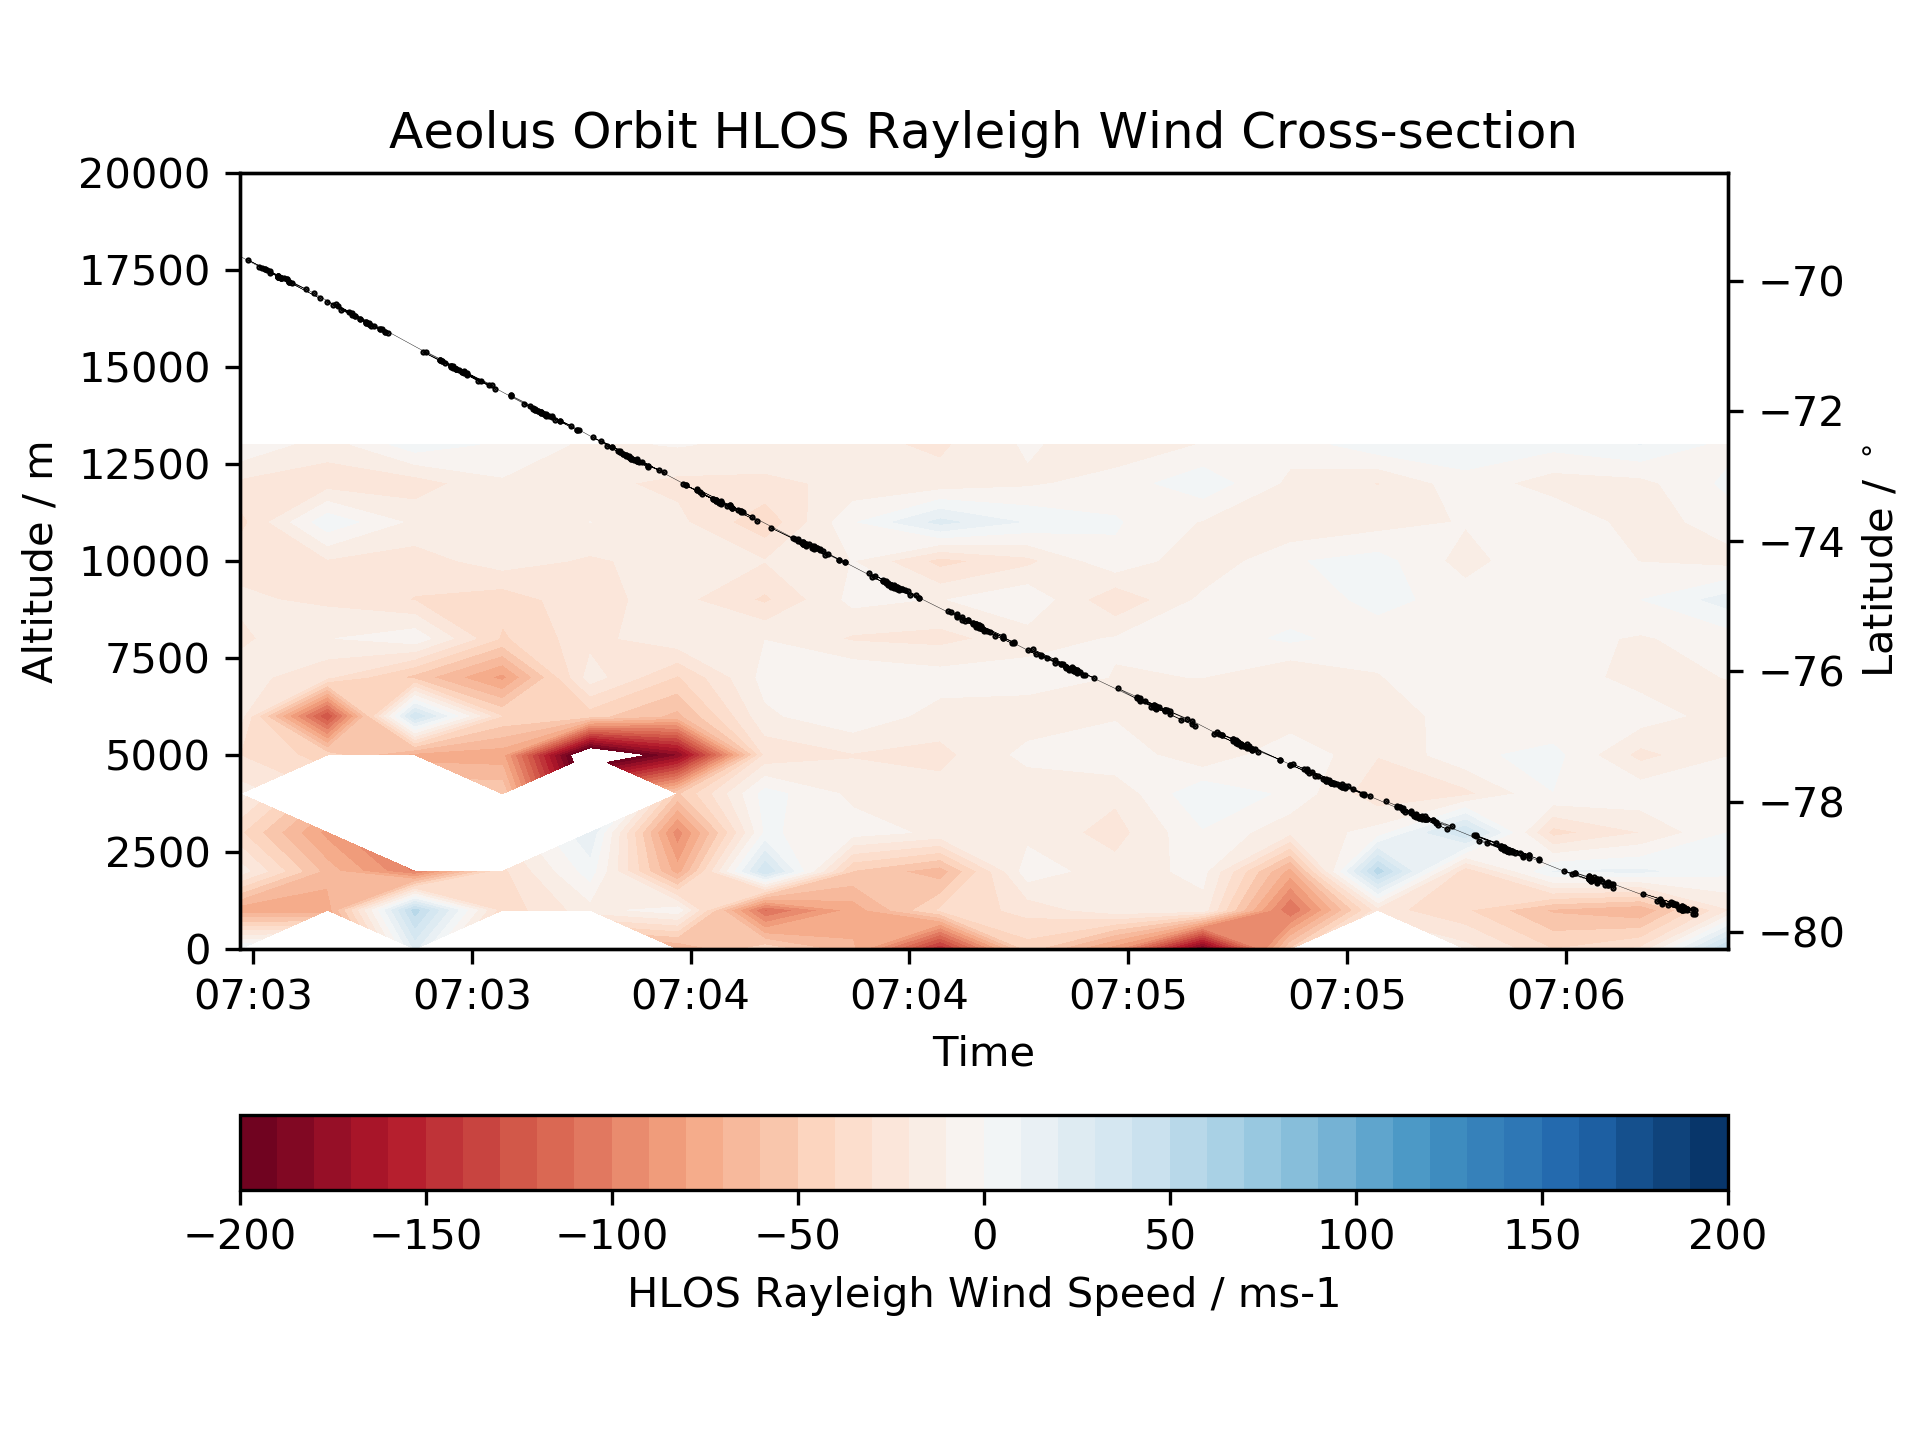 Aeolus Orbit HLOS Rayleigh Wind Cross-section
20000
17500
15000
12500
10000
7500
5000
2500
0
Altitude / m
−70
−72
−74
−76
−78
−80
Latitude / °
07:03 07:03 07:04 07:04 07:05 07:05 07:06
Time
−200 −150 −100 −50 0 50 100 150 200
HLOS Rayleigh Wind Speed / ms-1